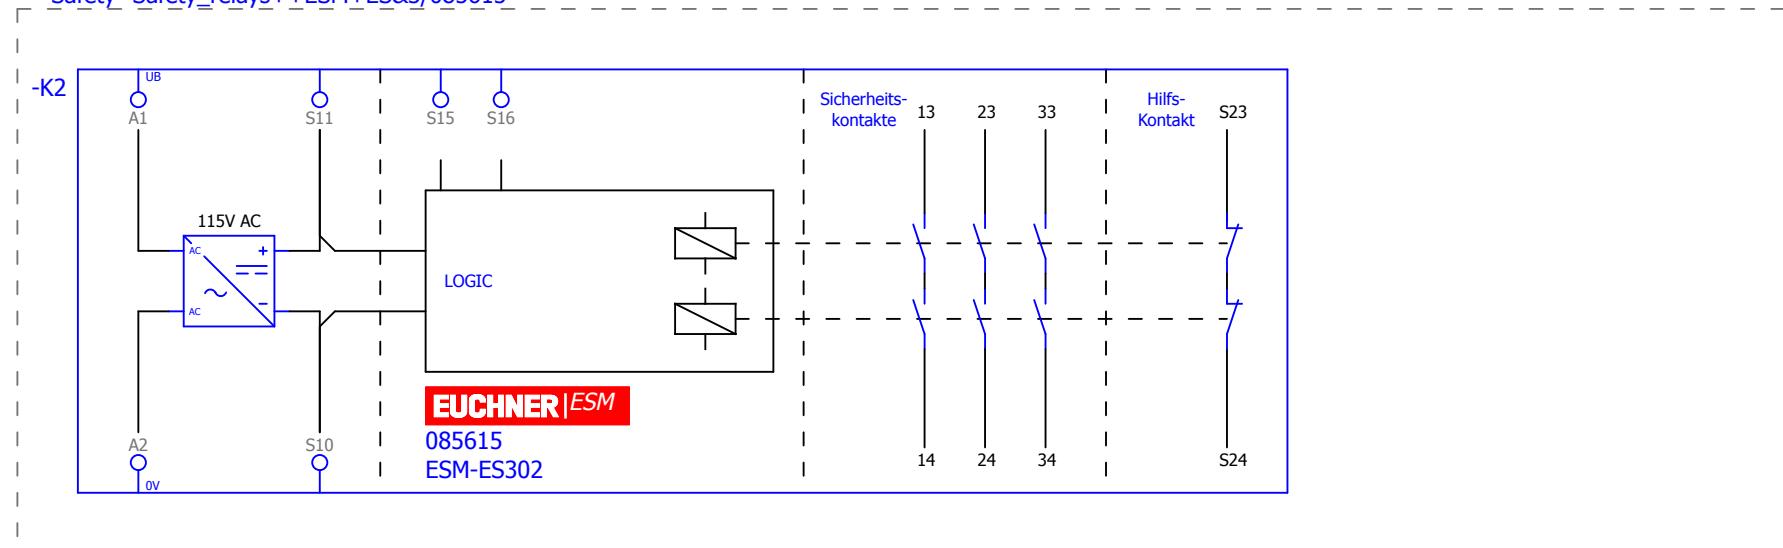 -K2
UB
A1
S11
S15
S16
Sicherheits-
kontakte
13
23
33
Hilfs-
Kontakt
S23
115V AC
AC
+
AC
−
LOGIC
EUCHNER|ESM
085615
ESM-ES302
A2
0V
S10
14
24
34
S24